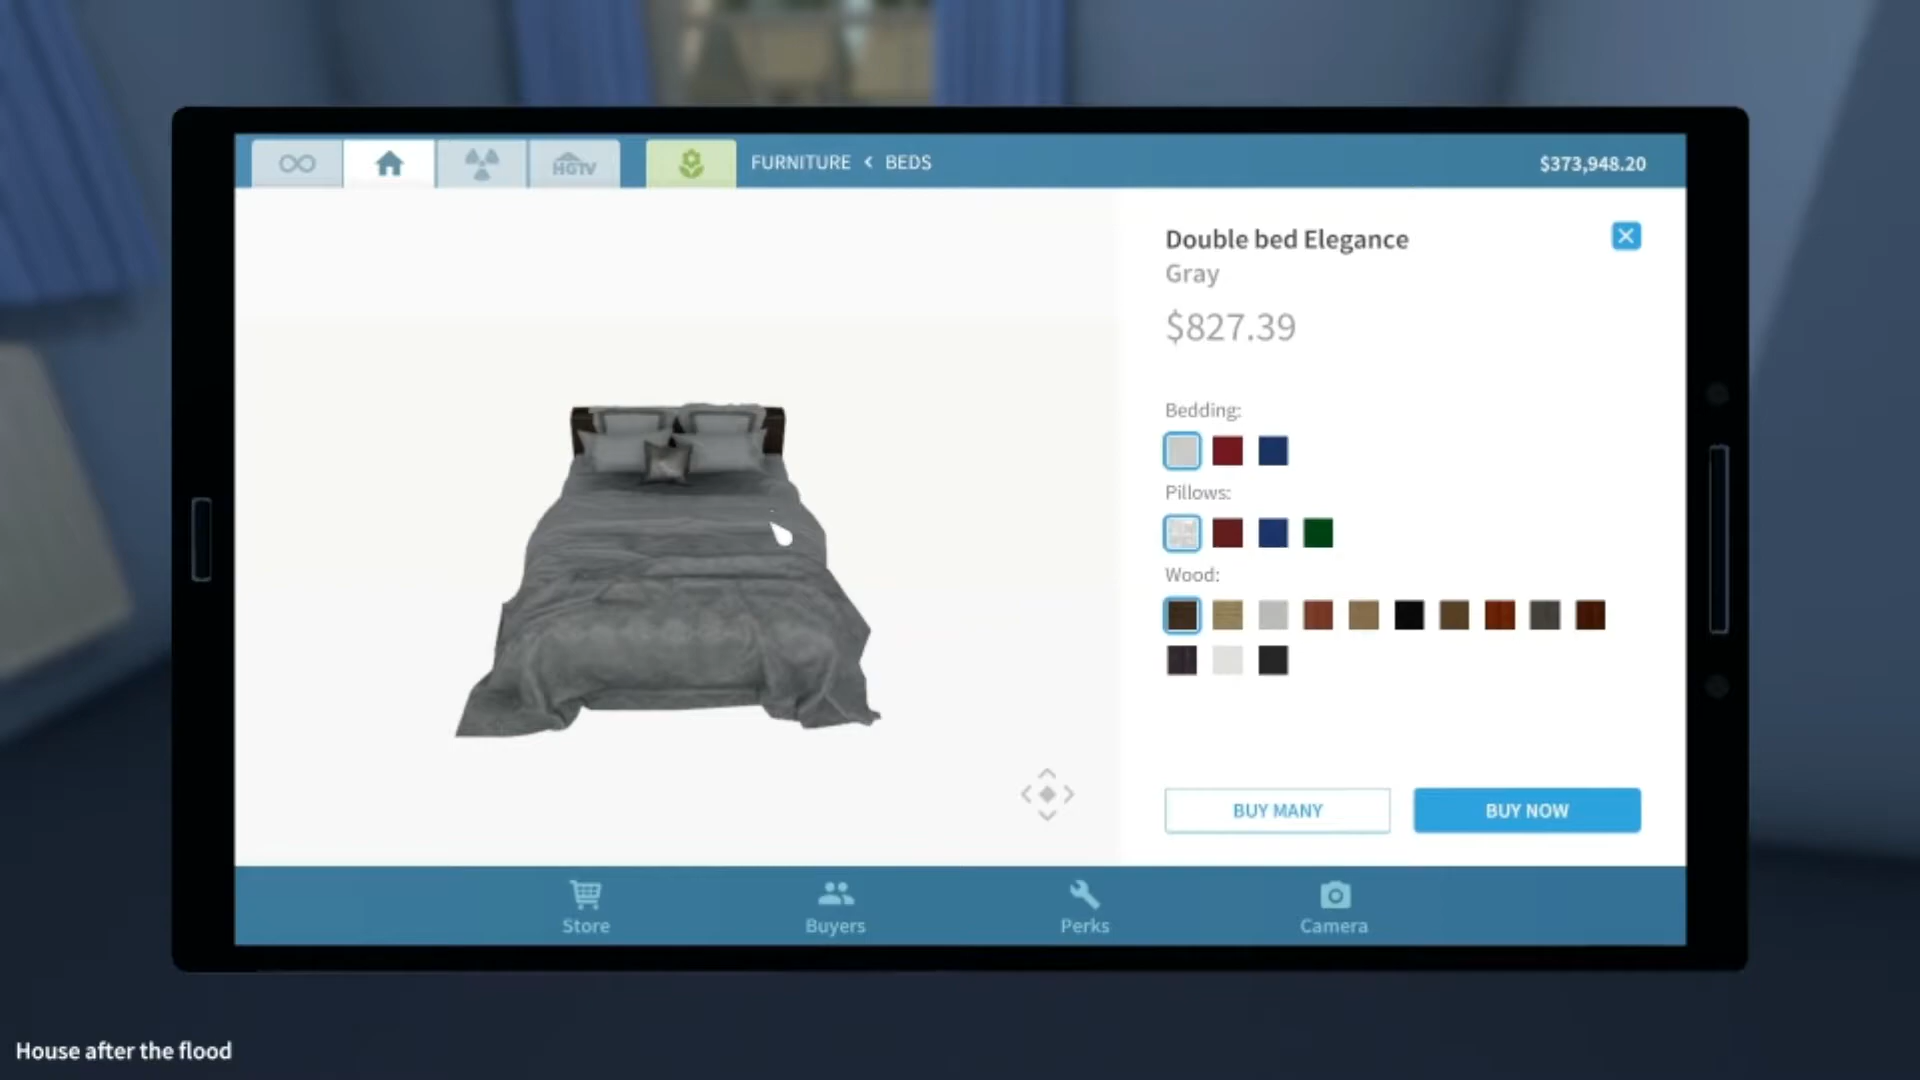 HGTV
FURNITURE < BEDS
$373,948.20
Double bed Elegance
Gray
$827.39
Bedding:
Pillows:
Wood:
BUY MANY
BUY NOW
Store
Buyers
Perks
Camera
House after the flood